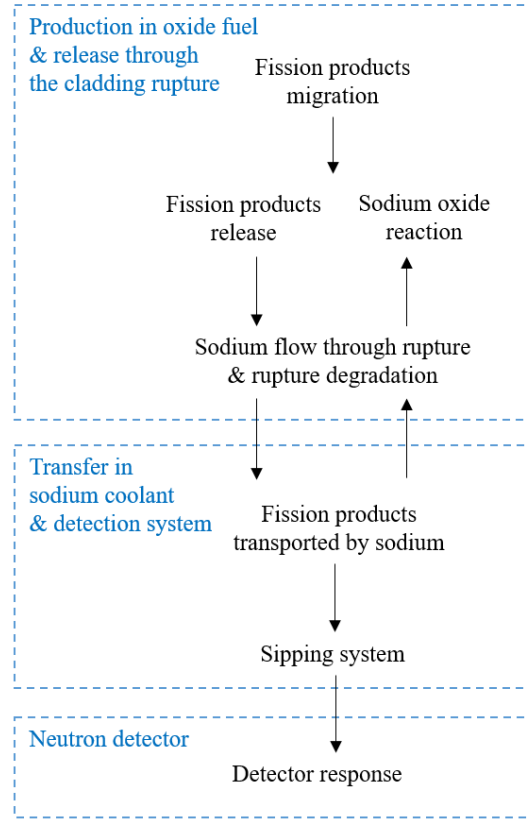 Production in oxide fuel
& release through
the cladding rupture
Fission products
migration
Fission products
release
Sodium oxide
reaction
Sodium flow through rupture
& rupture degradation
Transfer in
sodium coolant
& detection system
Fission products
transported by sodium
Sipping system
Neutron detector
Detector response